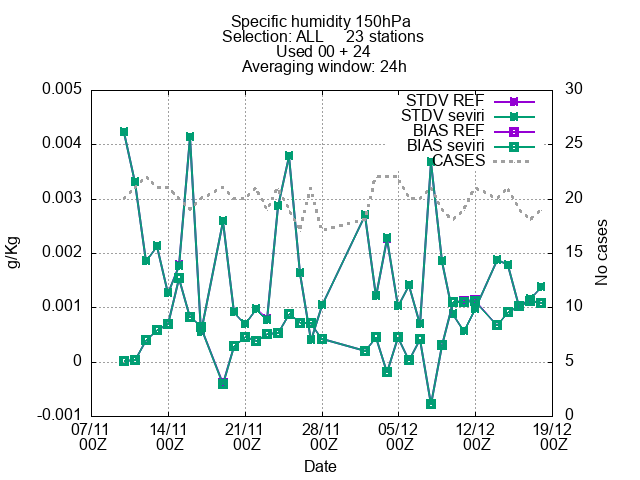 Specific humidity 150hPa
Selection: ALL     23 stations
Used 00 + 24
Averaging window: 24h
STDV REF
STDV seviri
BIAS REF
BIAS seviri
CASES
0.005
0.004
0.003
0.002
0.001
0
-0.001
g/Kg
30
25
20
15
10
5
0
No cases
07/11 14/11 21/11 28/11 05/12 12/12 19/12
00Z 00Z 00Z 00Z 00Z 00Z 00Z
Date